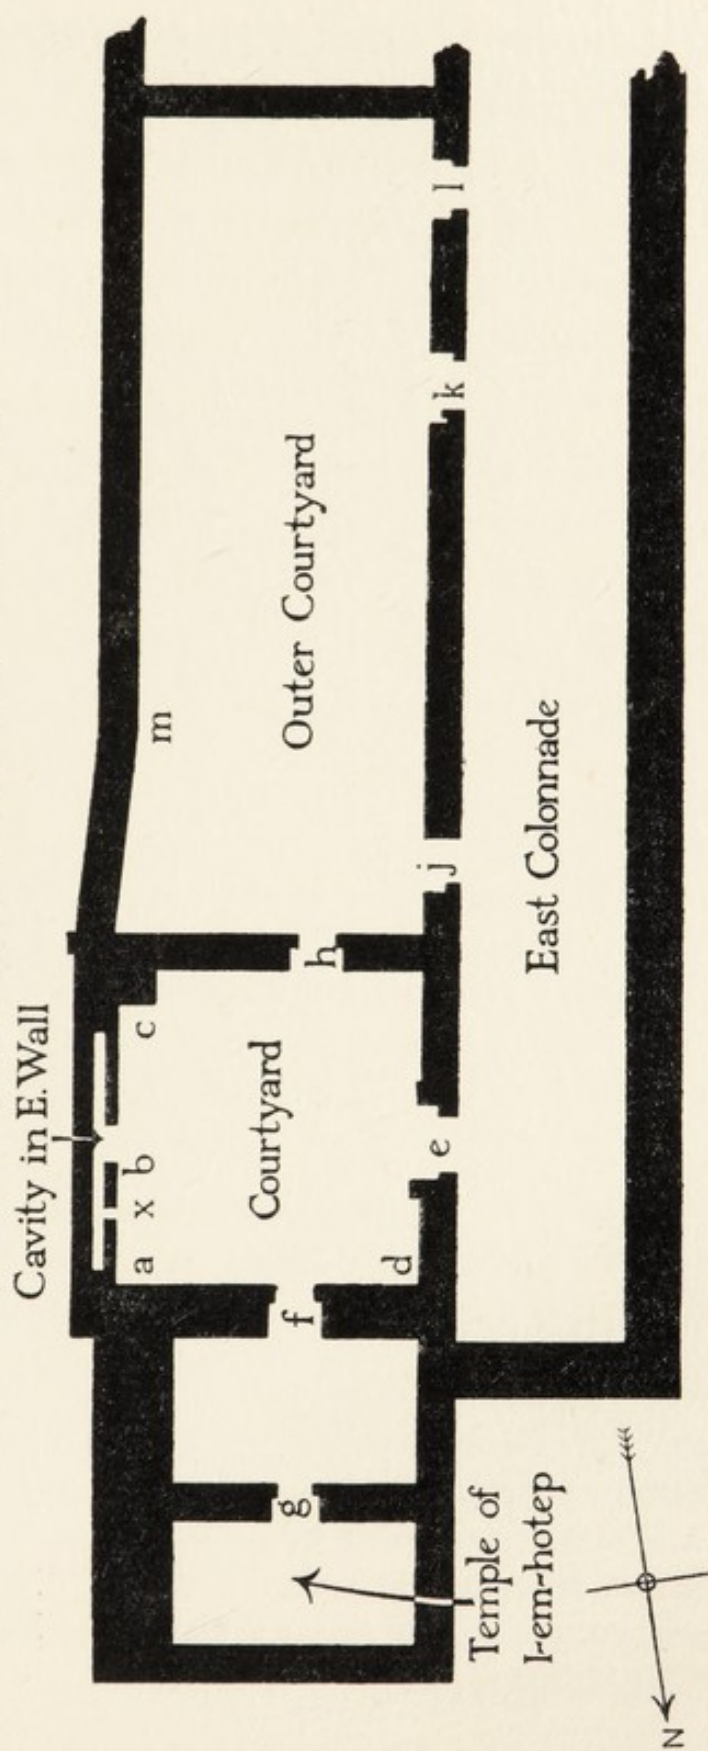 Cavity in E. Wall
a
x
b
c
m
Courtyard
Outer Courtyard
d
e
f
g
h
j
k
l
East Colonnade
Temple of
I-em-hotep
N